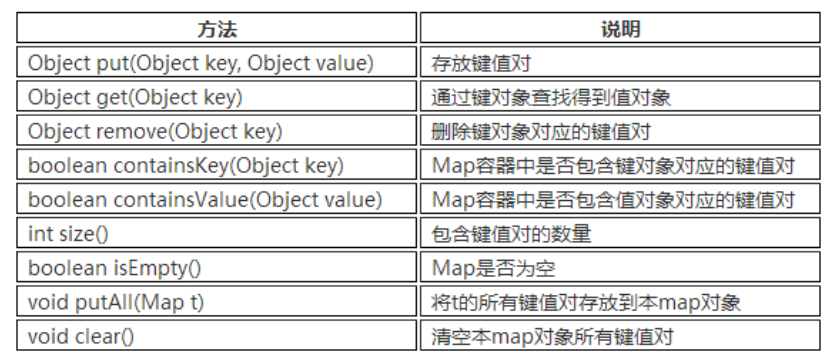 方法 说明
Object put(Object key, Object value) 存放键值对
Object get(Object key) 通过键对象查找得到值对象
Object remove(Object key) 删除键对象对应的键值对
boolean containsKey(Object key) Map容器中是否包含键对象对应的键值对
boolean containsValue(Object value) Map容器中是否包含值对象对应的键值对
int size() 包含键值对的数量
boolean isEmpty() Map是否为空
void putAll(Map t) 将t的所有键值对存放到本map对象
void clear() 清空本map对象所有键值对